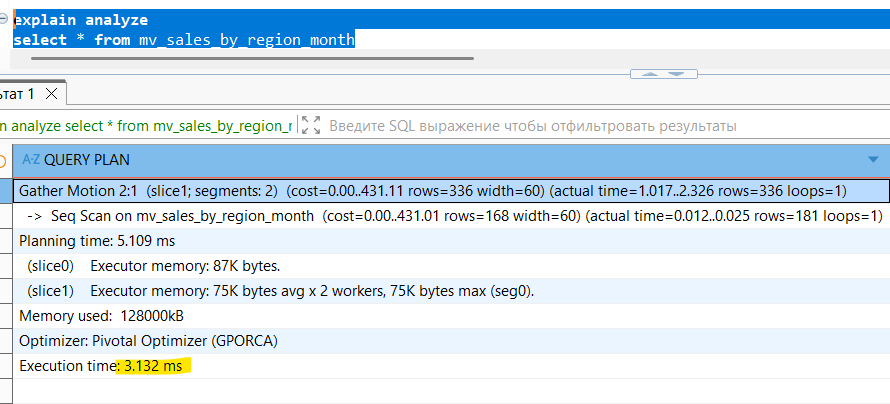 explain analyze
select * from mv_sales_by_region_month
льтат 1
n analyze select * from mv_sales_by_region_r Введите SQL выражение чтобы отфильтровать результаты
A-Z QUERY PLAN
Gather Motion 2:1 (slice1; segments: 2) (cost=0.00..431.11 rows=336 width=60) (actual time=1.017..2.326 rows=336 loops=1)
-> Seq Scan on mv_sales_by_region_month (cost=0.00..431.01 rows=168 width=60) (actual time=0.012..0.025 rows=181 loops=1)
Planning time: 5.109 ms
(slice0) Executor memory: 87K bytes.
(slice1) Executor memory: 75K bytes avg x 2 workers, 75K bytes max (seg0).
Memory used: 128000kB
Optimizer: Pivotal Optimizer (GPORCA)
Execution time: 3.132 ms